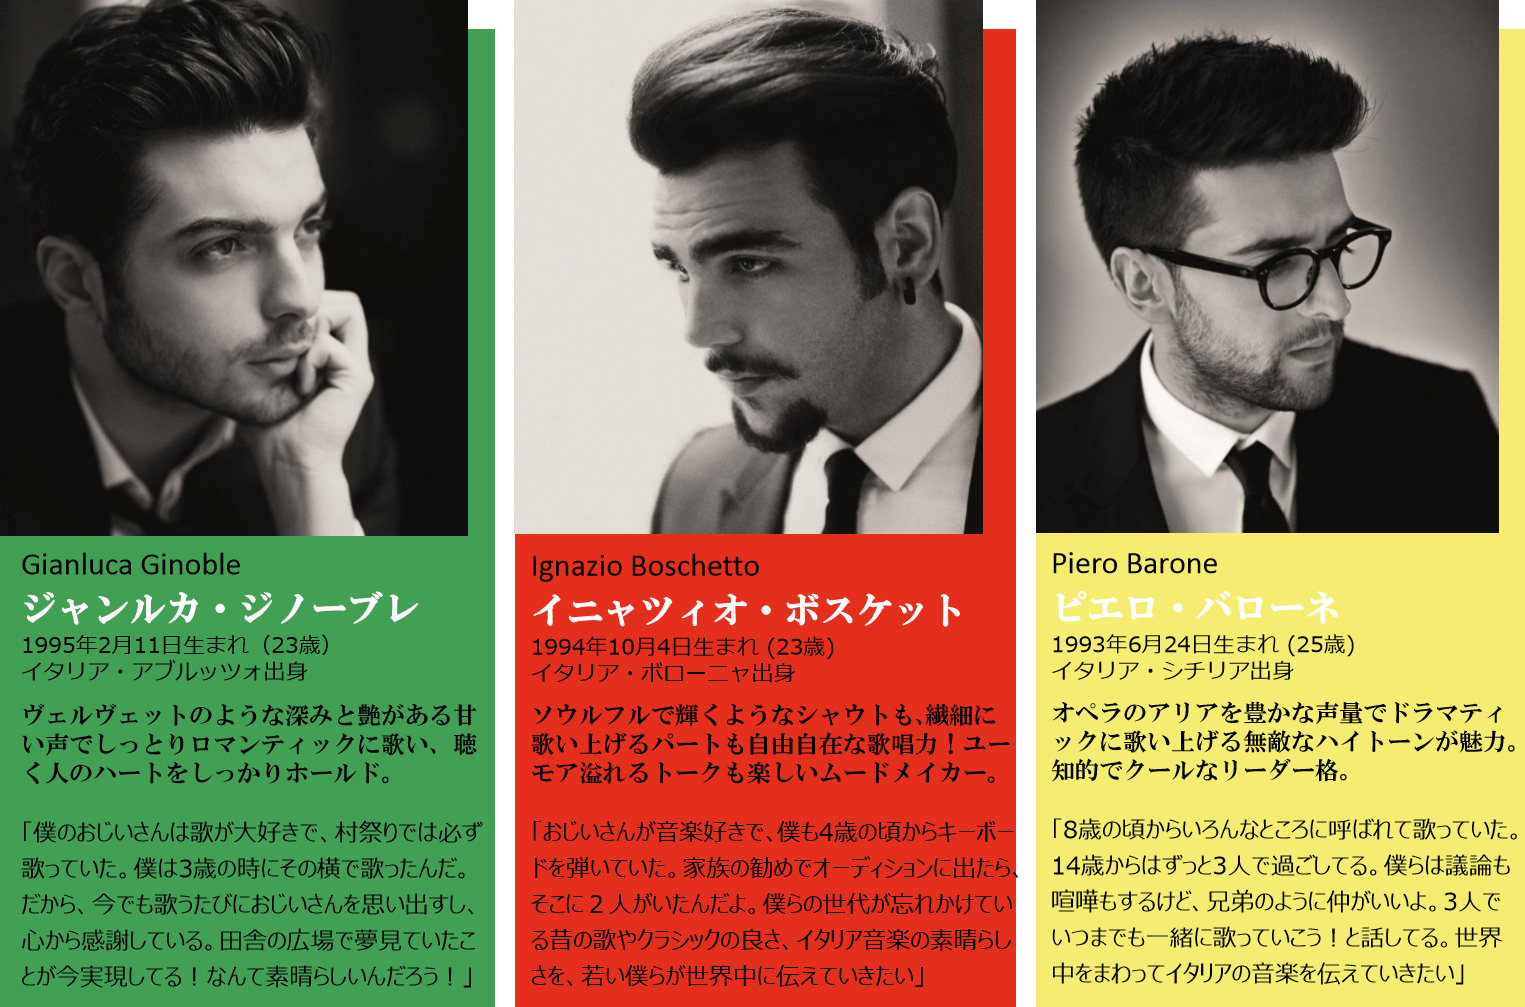 Gianluca Ginoble
ジャンルカ・ジノーブレ
1995年2月11日生まれ（23歳）
イタリア・アブルッツォ出身
ヴェルヴェットのような深みと艶がある甘
い声でしっとりロマンティックに歌い、聴
く人のハートをしっかりホールド。
「僕のおじいさんは歌が大好きで、村祭りでは必ず
歌っていた。僕は3歳の時にその横で歌ったんだ。
だから、今でも歌うたびにおじいさんを思い出すし、
心から感謝している。田舎の広場で夢見ていたこ
とが今実現してる！なんて素晴らしいんだろう！」
Ignazio Boschetto
イニャツィオ・ボスケット
1994年10月4日生まれ (23歳)
イタリア・ボローニャ出身
ソウルフルで輝くようなシャウトも、繊細に
歌い上げるパートも自由自在な歌唱力！ユー
モア溢れるトークも楽しいムードメイカー。
「おじいさんが音楽好きで、僕も4歳の頃からキーボー
ドを弾いていた。家族の勧めでオーディションに出たら、
そこに２人がいたんだよ。僕らの世代が忘れかけてい
る昔の歌やクラシックの良さ、イタリア音楽の素晴らし
さを、若い僕らが世界中に伝えていきたい」
Piero Barone
ピエロ・バローネ
1993年6月24日生まれ (25歳)
イタリア・シチリア出身
オペラのアリアを豊かな声量でドラマティ
ックに歌い上げる無敵なハイトーンが魅力。
知的でクールなリーダー格。
「8歳の頃からいろんなところに呼ばれて歌っていた。
14歳からはずっと3人で過ごしてる。僕らは議論も
喧嘩もするけど、兄弟のように仲がいいよ。3人で
いつまでも一緒に歌っていこう！と話してる。世界
中をまわってイタリアの音楽を伝えていきたい」